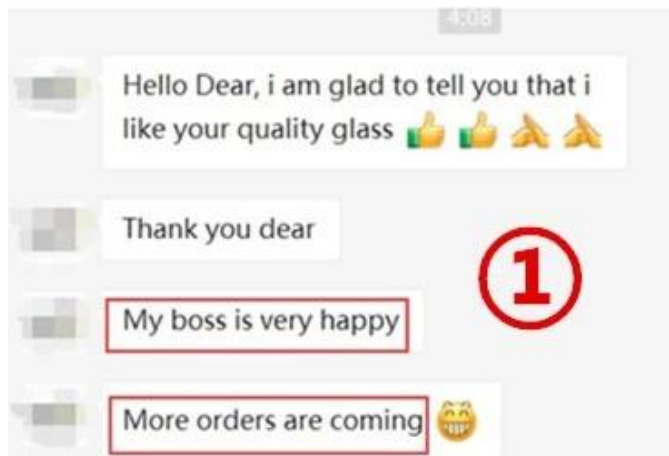 4:08
Hello Dear, i am glad to tell you that i
like your quality glass 👍 👍 🙏 🙏
Thank you dear
①
My boss is very happy
More orders are coming 😁